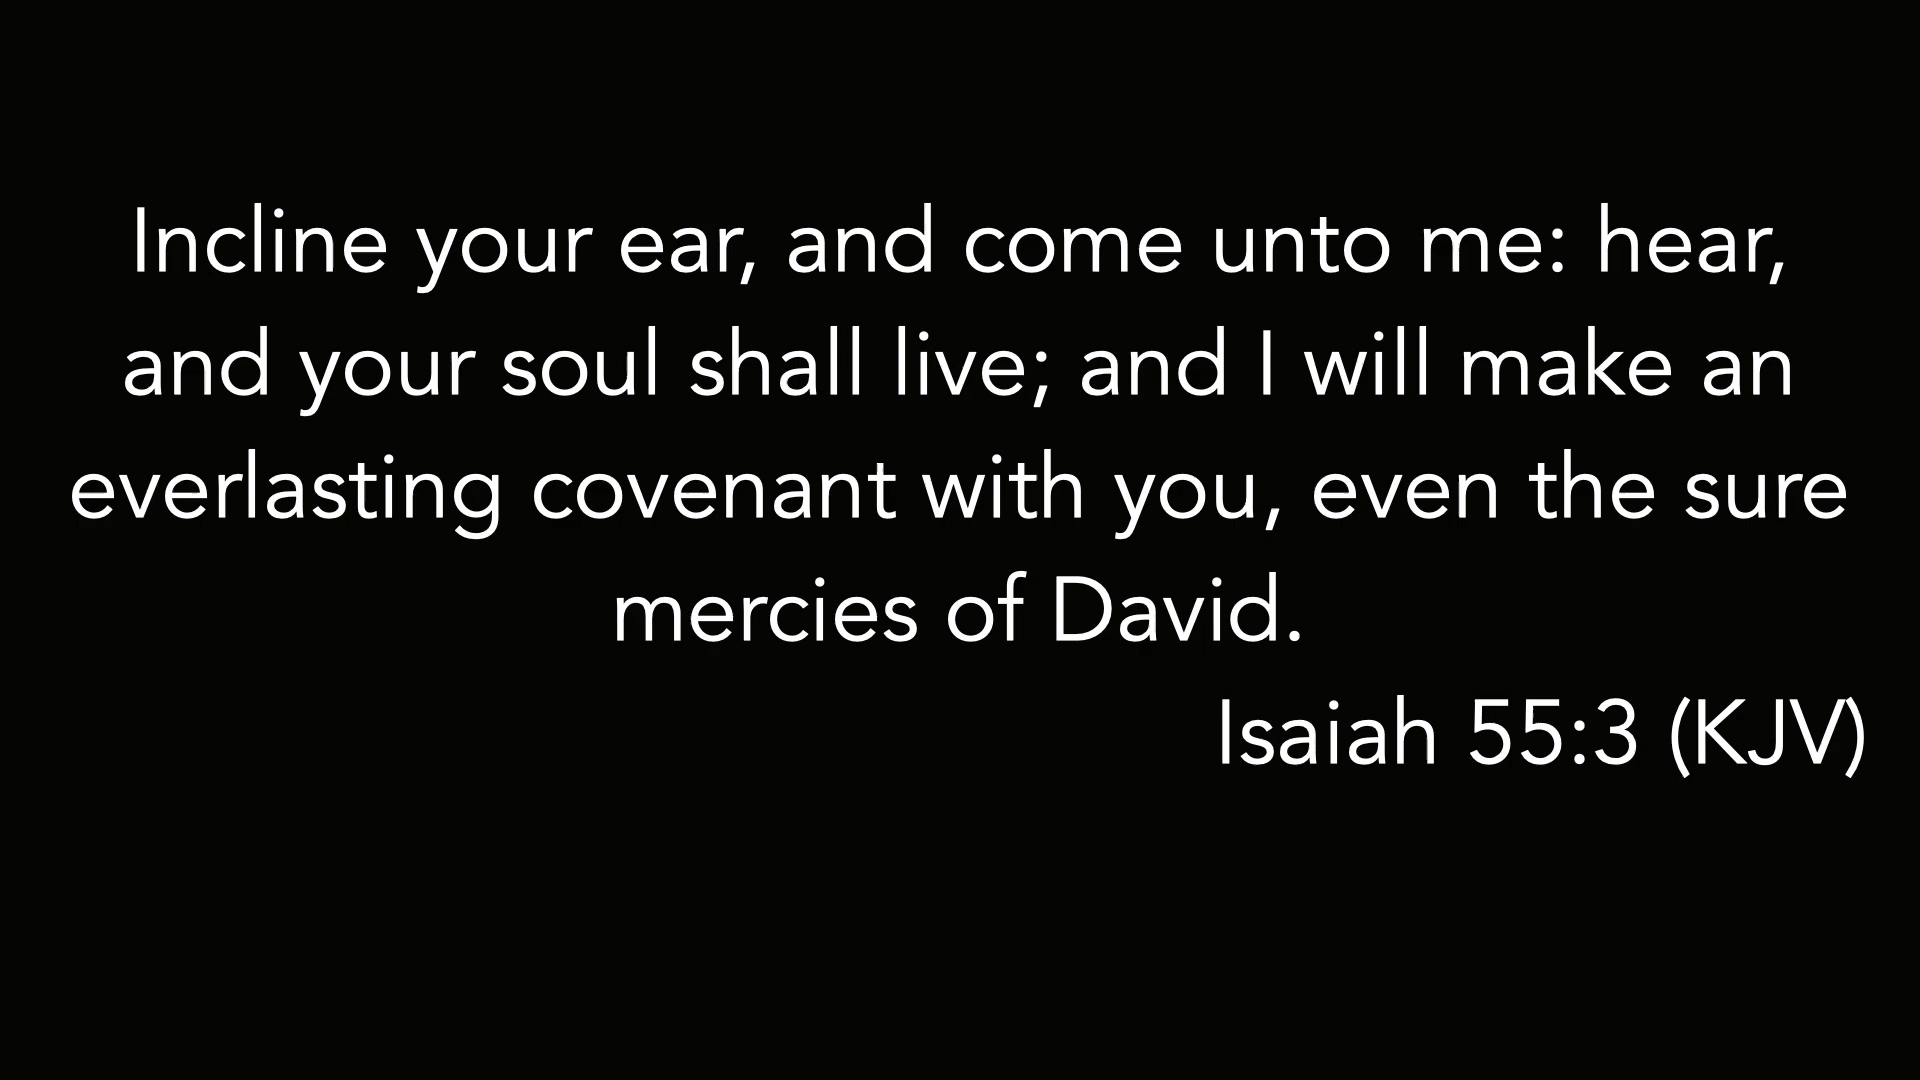 Incline your ear, and come unto me: hear,
and your soul shall live; and I will make an
everlasting covenant with you, even the sure
mercies of David.
Isaiah 55:3 (KJV)